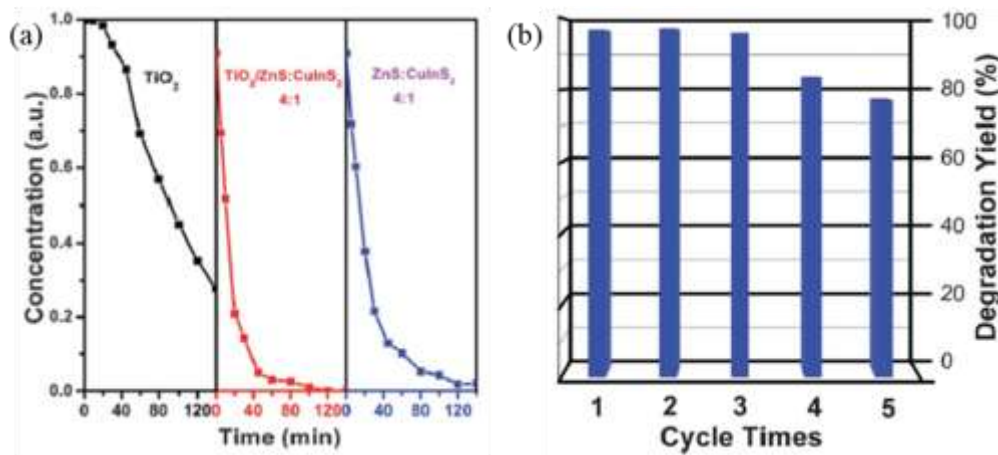 (a)
Concentration (a.u.)
1.0
0.8
0.6
0.4
0.2
0.0
TiO2
TiO2/ZnS:CuInS2
4:1
ZnS:CuInS2
4:1
0 40 80 120 0 40 80 120 0 40 80 120
Time (min)
(b)
100
80
60
40
20
0
Degradation Yield (%)
1 2 3 4 5
Cycle Times